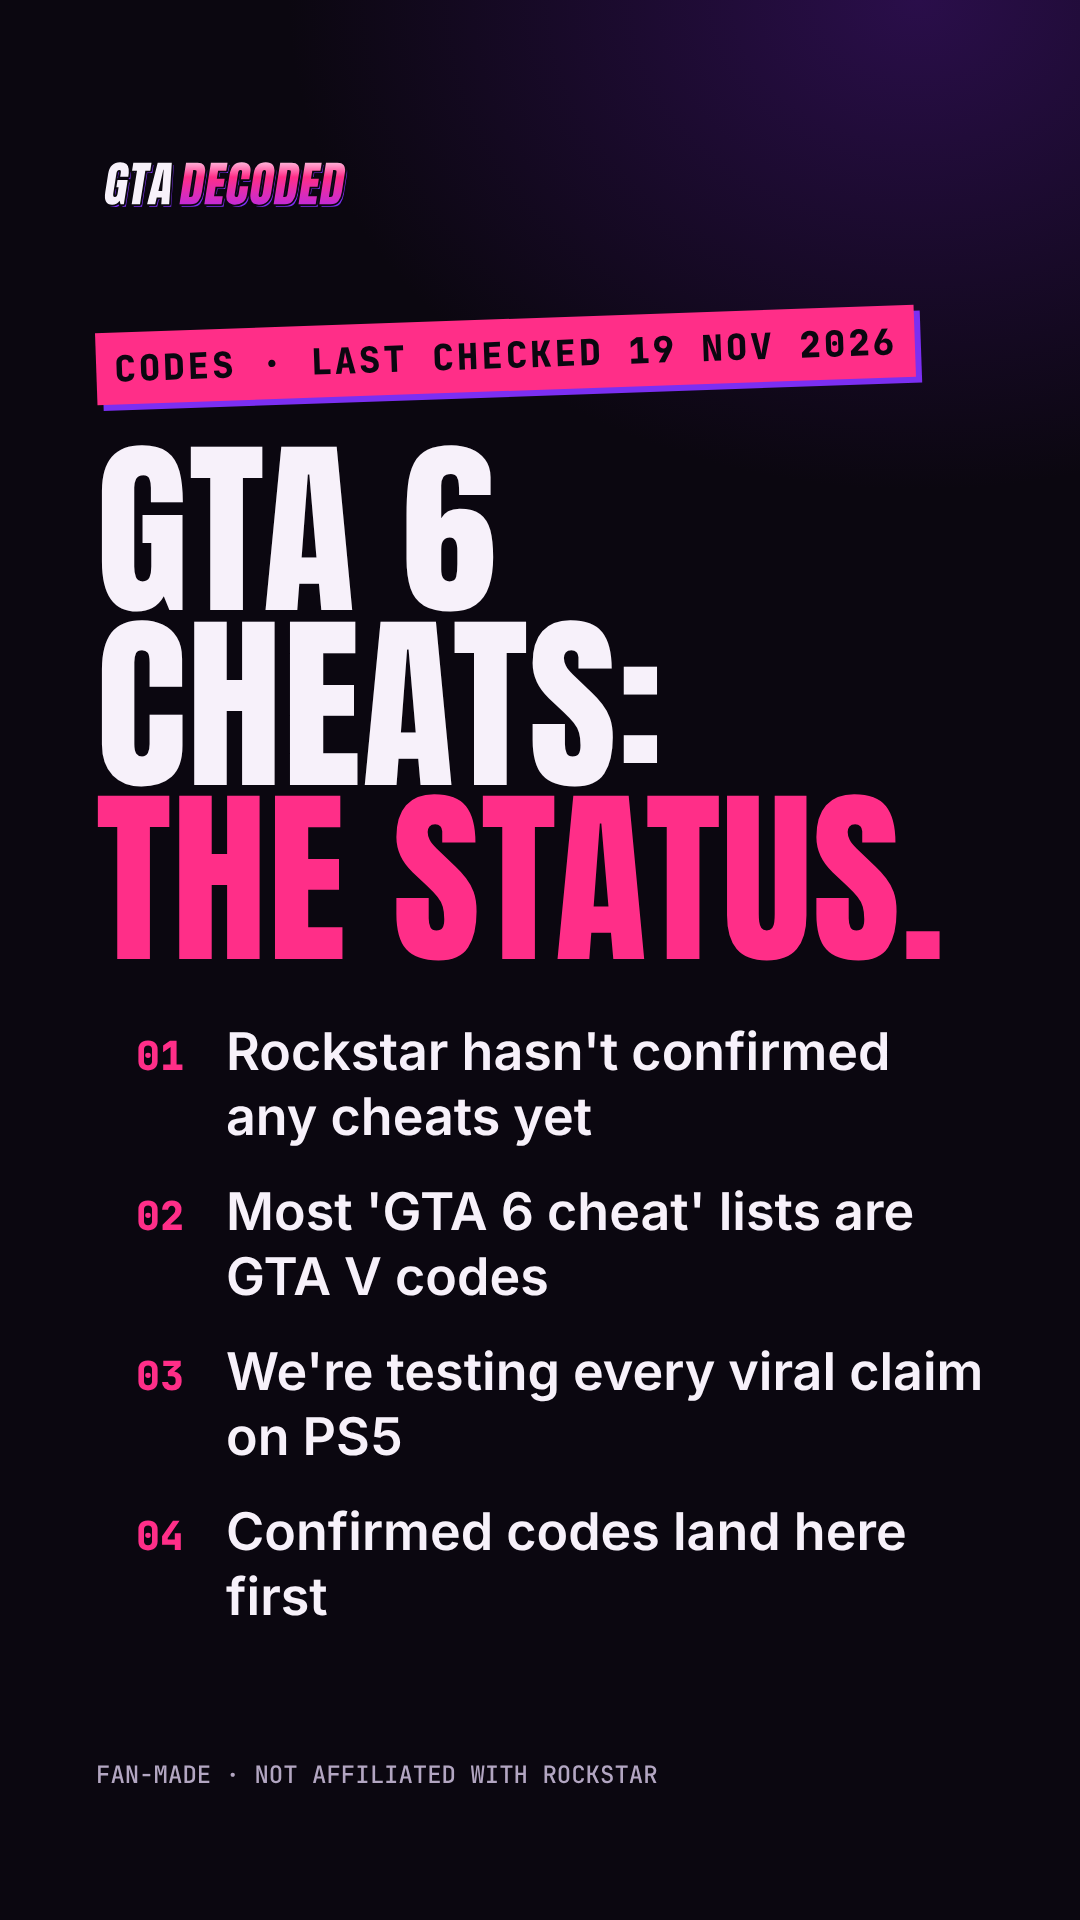 GTA DECODED
CODES · LAST CHECKED 19 NOV 2026
GTA 6
CHEATS:
THE STATUS.
01 Rockstar hasn't confirmed
any cheats yet
02 Most 'GTA 6 cheat' lists are
GTA V codes
03 We're testing every viral claim
on PS5
04 Confirmed codes land here
first
FAN-MADE · NOT AFFILIATED WITH ROCKSTAR